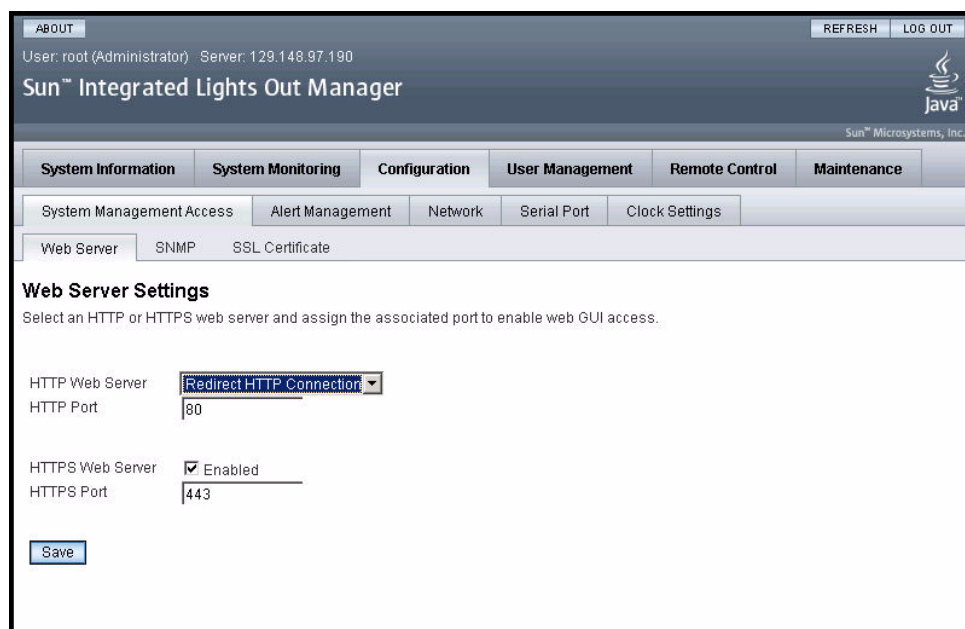 ABOUT
REFRESH LOG OUT
User: root (Administrator) Server: 129.148.97.190
Sun™ Integrated Lights Out Manager
Java™
Sun™ Microsystems, Inc.
System Information System Monitoring Configuration User Management Remote Control Maintenance
System Management Access Alert Management Network Serial Port Clock Settings
Web Server SNMP SSL Certificate
Web Server Settings
Select an HTTP or HTTPS web server and assign the associated port to enable web GUI access.
HTTP Web Server Redirect HTTP Connection
HTTP Port 80
HTTPS Web Server Enabled
HTTPS Port 443
Save